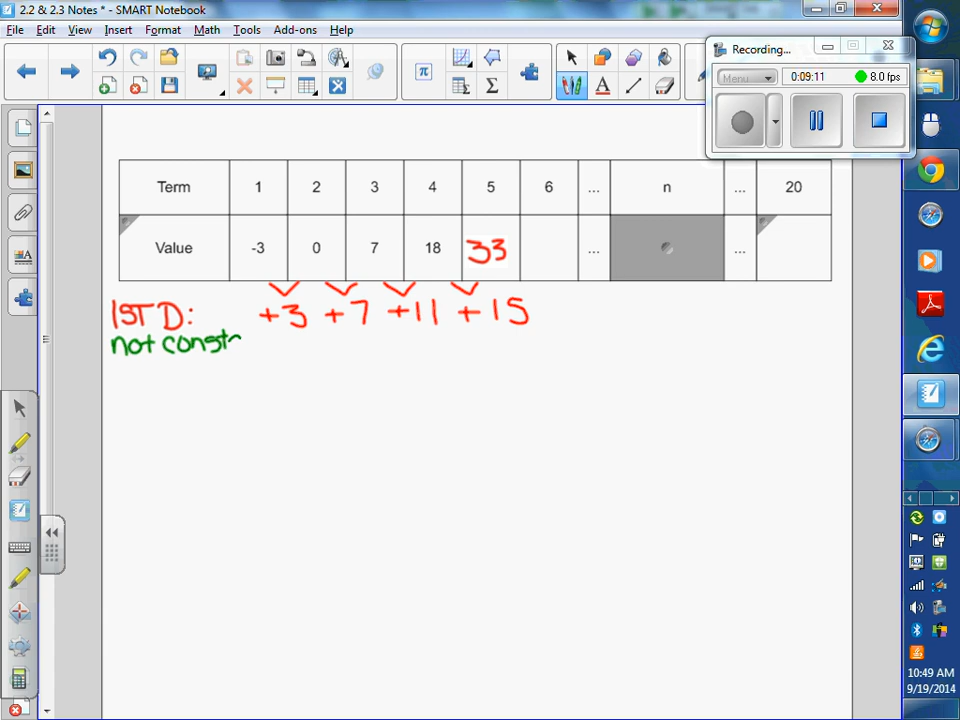 2.2 & 2.3 Notes * - SMART Notebook
File Edit View Insert Format Math Tools Add-ons Help
Recording...
Menu 0:09:11 8.0 fps
Term 1 2 3 4 5 6 ... n ... 20
Value -3 0 7 18 33 ... ...
1ST D: +3 +7 +11 +15
not const
10:49 AM
9/19/2014